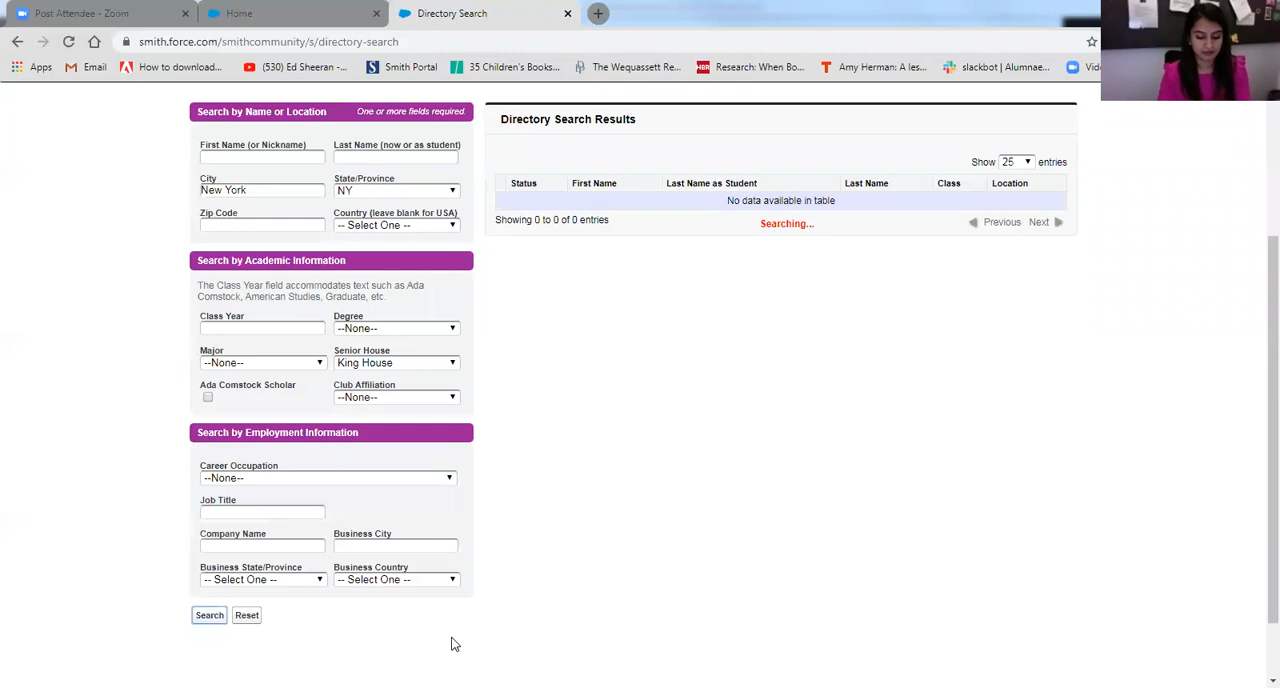 Post Attendee - Zoom
Home
Directory Search
smith.force.com/smithcommunity/s/directory-search
Apps
Email
How to download...
(530) Ed Sheeran -...
Smith Portal
35 Children's Books...
The Wequassett Re...
HBR
Research: When Bo...
Amy Herman: A les...
slackbot | Alumnae...
Search by Name or Location
One or more fields required.
First Name (or Nickname)
Last Name (now or as student)
City
State/Province
New York
NY
Zip Code
Country (leave blank for USA)
-- Select One --
Search by Academic Information
The Class Year field accommodates text such as Ada
Comstock, American Studies, Graduate, etc.
Class Year
Degree
--None--
Major
Senior House
--None--
King House
Ada Comstock Scholar
Club Affiliation
--None--
Search by Employment Information
Career Occupation
--None--
Job Title
Company Name
Business City
Business State/Province
Business Country
-- Select One --
-- Select One --
Search
Reset
Directory Search Results
Show 25 entries
Status
First Name
Last Name as Student
Last Name
Class
Location
No data available in table
Showing 0 to 0 of 0 entries
Searching...
Previous
Next